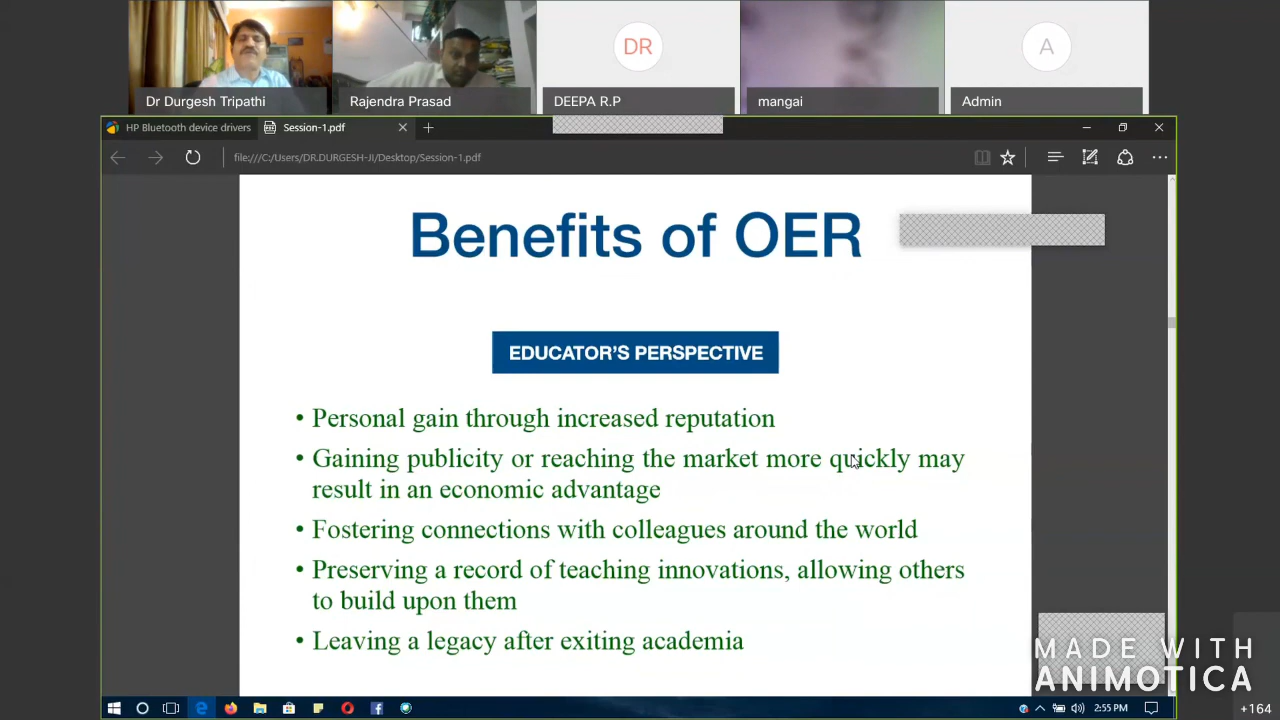 DR
A
Dr Durgesh Tripathi
Rajendra Prasad
DEEPA R.P
mangai
Admin
HP Bluetooth device drivers
Session-1.pdf
file:///C:/Users/DR.DURGESH-JI/Desktop/Session-1.pdf
Benefits of OER
EDUCATOR'S PERSPECTIVE
• Personal gain through increased reputation
• Gaining publicity or reaching the market more quickly may
result in an economic advantage
• Fostering connections with colleagues around the world
• Preserving a record of teaching innovations, allowing others
to build upon them
• Leaving a legacy after exiting academia
MADE WITH
ANIMOTICA
2:55 PM
+164